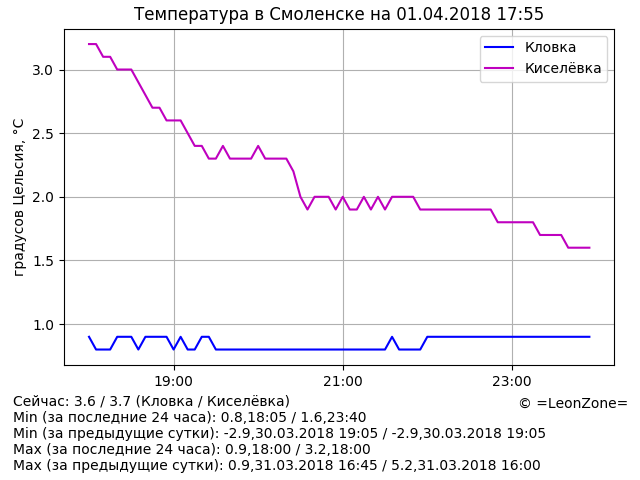 Температура в Смоленске на 01.04.2018 17:55
Кловка
Киселёвка
градусов Цельсия, °C
3.0
2.5
2.0
1.5
1.0
19:00
21:00
23:00
Сейчас: 3.6 / 3.7 (Кловка / Киселёвка)
© =LeonZone=
Min (за последние 24 часа): 0.8,18:05 / 1.6,23:40
Min (за предыдущие сутки): -2.9,30.03.2018 19:05 / -2.9,30.03.2018 19:05
Max (за последние 24 часа): 0.9,18:00 / 3.2,18:00
Max (за предыдущие сутки): 0.9,31.03.2018 16:45 / 5.2,31.03.2018 16:00